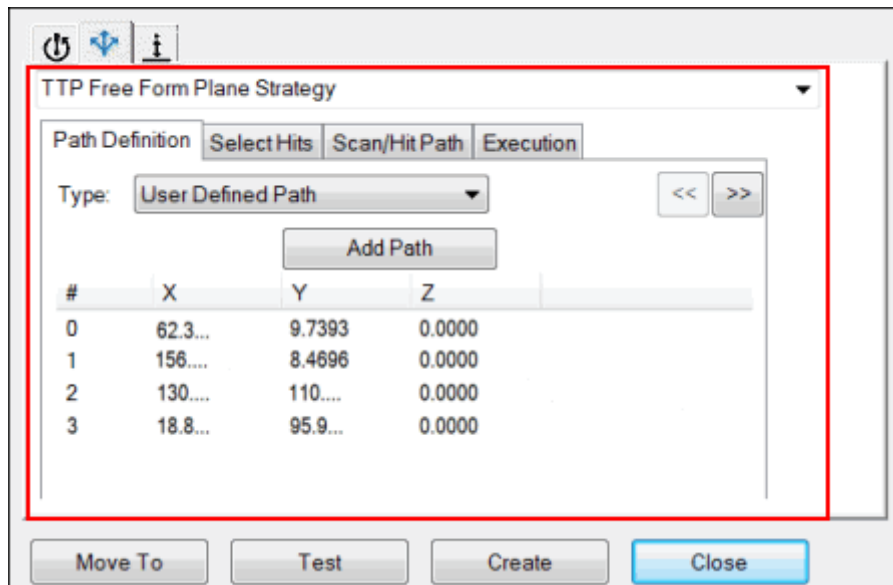 TTP Free Form Plane Strategy
Path Definition Select Hits Scan/Hit Path Execution
Type: User Defined Path << >>
Add Path
# X Y Z
0 62.3... 9.7393 0.0000
1 156.... 8.4696 0.0000
2 130.... 110.... 0.0000
3 18.8... 95.9... 0.0000
Move To Test Create Close